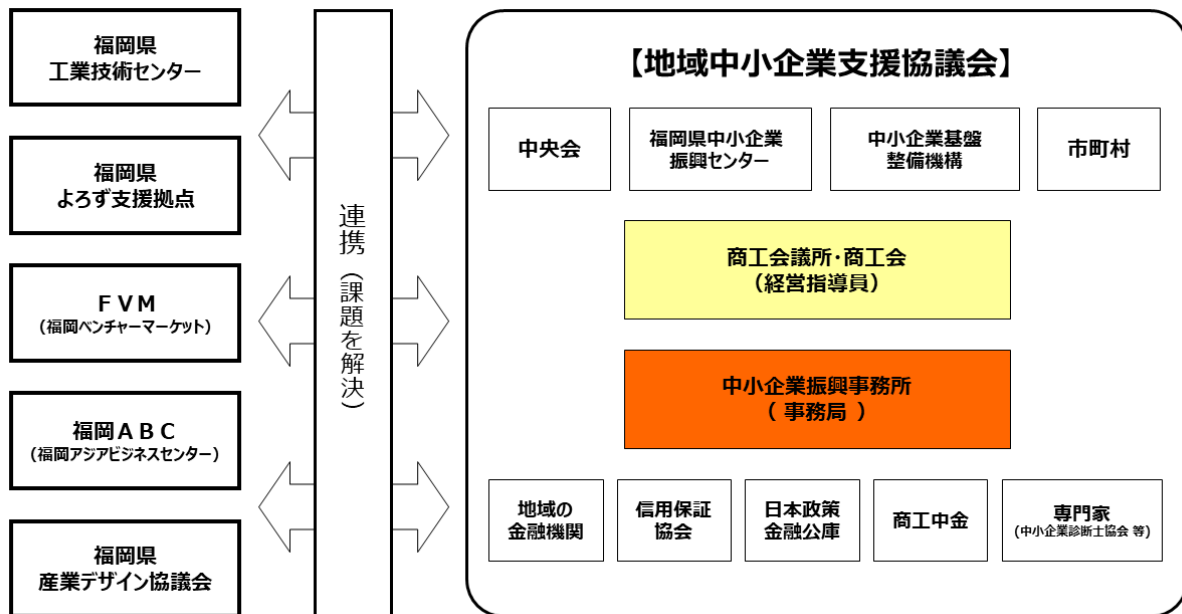 福岡県
工業技術センター
福岡県
よろず支援拠点
ＦＶＭ
(福岡ベンチャーマーケット)
福岡ＡＢＣ
(福岡アジアビジネスセンター)
福岡県
産業デザイン協議会
連携（課題を解決）
【地域中小企業支援協議会】
中央会
福岡県中小企業
振興センター
中小企業基盤
整備機構
市町村
商工会議所･商工会
（経営指導員）
中小企業振興事務所
（ 事務局 ）
地域の
金融機関
信用保証
協会
日本政策
金融公庫
商工中金
専門家
(中小企業診断士協会 等)